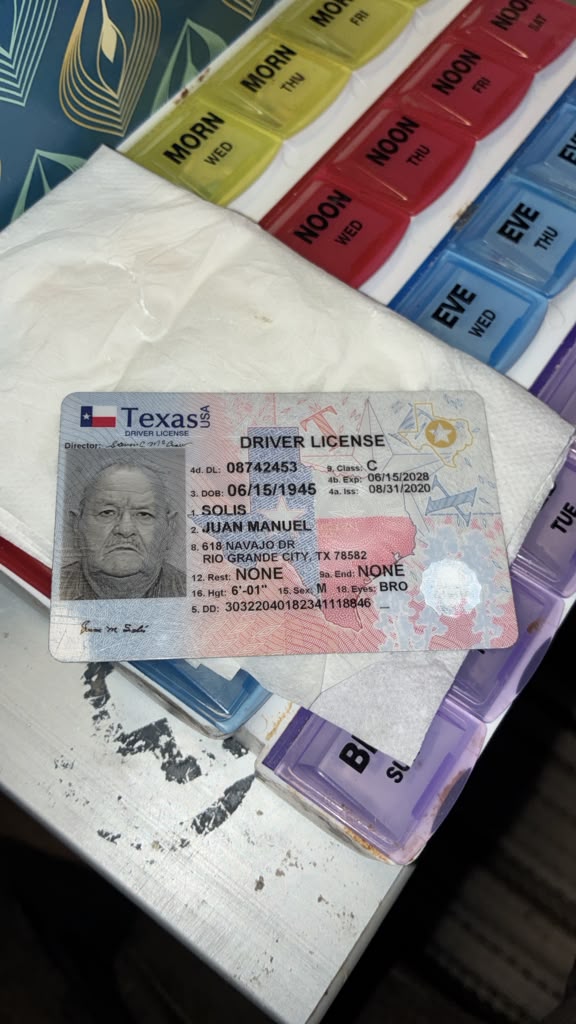 MORN
FRI
NOON
SAT
MORN
THU
NOON
FRI
MORN
WED
NOON
THU
NOON
WED
EVE
THU
EVE
WED
TUE
Texas
USA
DRIVER LICENSE
Director:
DRIVER LICENSE
4d. DL: 08742453 9. Class: C
4b. Exp: 06/15/2028
3. DOB: 06/15/1945 4a. Iss: 08/31/2020
1. SOLIS
2. JUAN MANUEL
8. 618 NAVAJO DR
RIO GRANDE CITY, TX 78582
12. Rest: NONE 9a. End: NONE
16. Hgt: 6'-01" 15. Sex: M 18. Eyes: BRO
5. DD: 30322040182341118846
Juan M Solis
TEX